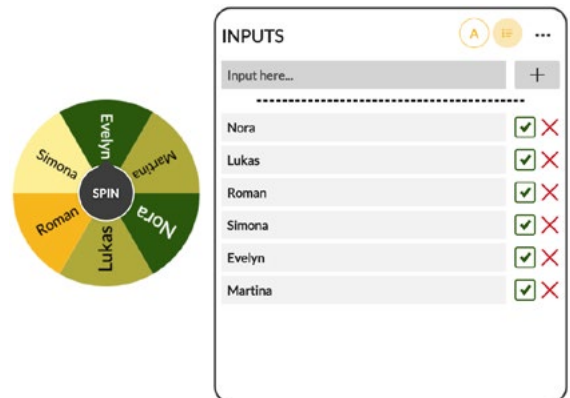 Evelyn
Martina
Simona
SPIN
Roman
Nora
Lukas
INPUTS
A
Input here...
Nora
Lukas
Roman
Simona
Evelyn
Martina